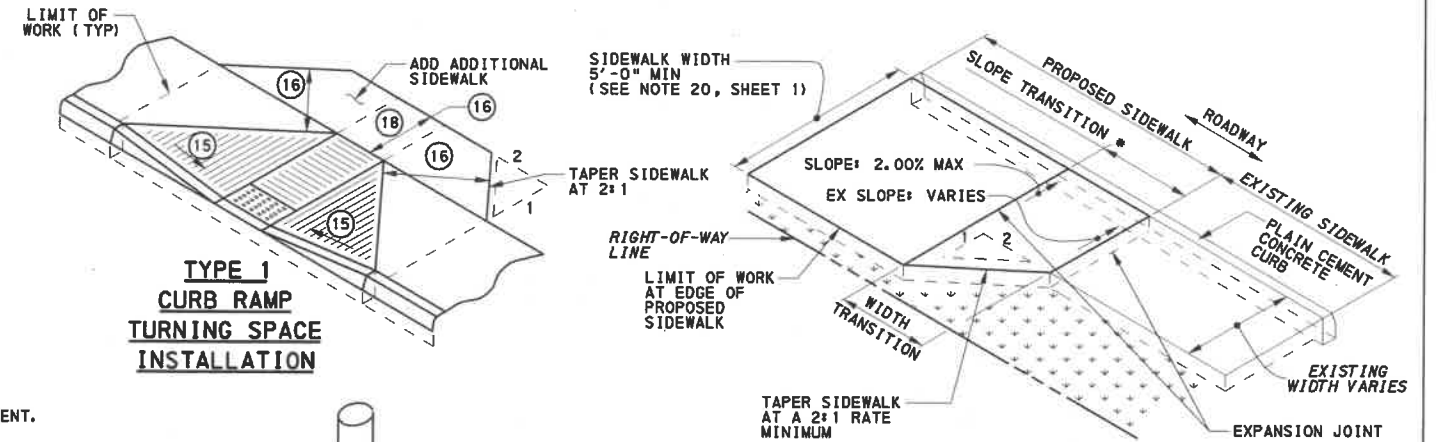 LIMIT OF
WORK (TYP)
16
ADD ADDITIONAL
SIDEWALK
18
16
16
15
15
2
1
TAPER SIDEWALK
AT 2:1
TYPE 1
CURB RAMP
TURNING SPACE
INSTALLATION
ENT.
SIDEWALK WIDTH
5'-0" MIN
(SEE NOTE 20, SHEET 1)
PROPOSED SIDEWALK
SLOPE TRANSITION *
ROADWAY
SLOPE: 2.00% MAX
EX SLOPE: VARIES
EXISTING SIDEWALK
PLAIN CEMENT
CONCRETE
CURB
RIGHT-OF-WAY
LINE
1
2
LIMIT OF WORK
AT EDGE OF
PROPOSED
SIDEWALK
WIDTH
TRANSITION
EXISTING
WIDTH VARIES
TAPER SIDEWALK
AT A 2:1 RATE
MINIMUM
EXPANSION JOINT